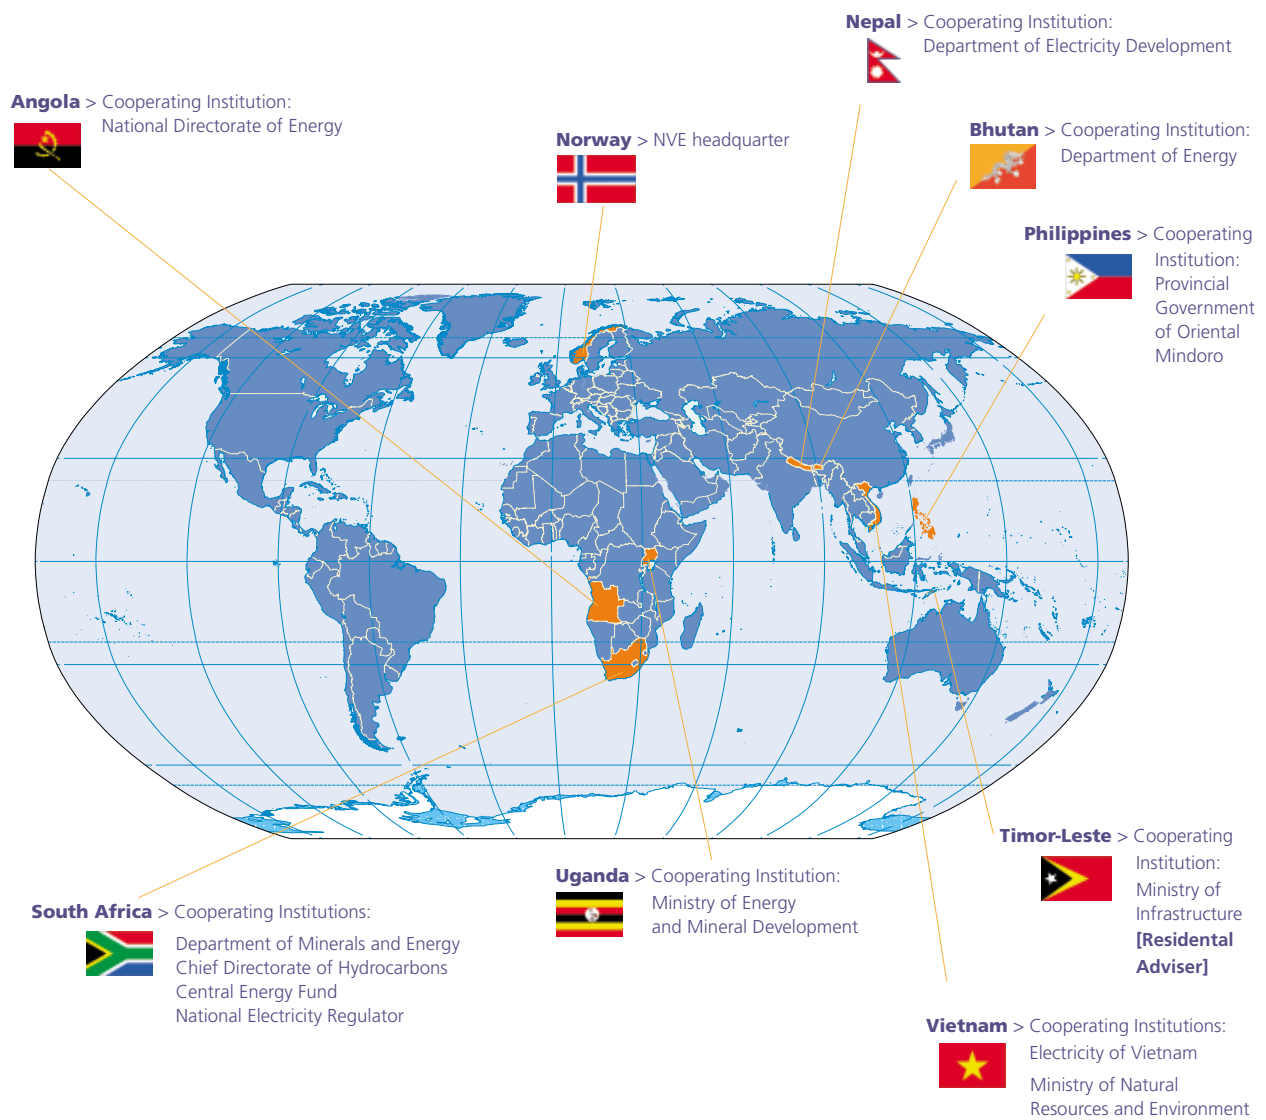 Nepal > Cooperating Institution:
Department of Electricity Development
Angola > Cooperating Institution:
National Directorate of Energy
Norway > NVE headquarter
Bhutan > Cooperating Institution:
Department of Energy
Philippines > Cooperating
Institution:
Provincial
Government
of Oriental
Mindoro
Timor-Leste > Cooperating
Institution:
Ministry of
Infrastructure
[Residental
Adviser]
Uganda > Cooperating Institution:
Ministry of Energy
and Mineral Development
South Africa > Cooperating Institutions:
Department of Minerals and Energy
Chief Directorate of Hydrocarbons
Central Energy Fund
National Electricity Regulator
Vietnam > Cooperating Institutions:
Electricity of Vietnam
Ministry of Natural
Resources and Environment